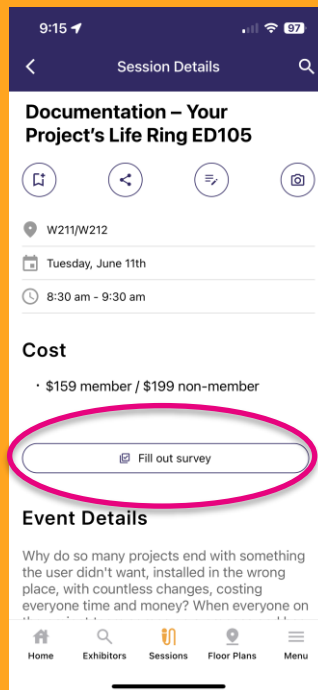 9:15
97
Session Details
Documentation – Your
Project's Life Ring ED105
W211/W212
Tuesday, June 11th
8:30 am - 9:30 am
Cost
· $159 member / $199 non-member
Fill out survey
Event Details
Why do so many projects end with something
the user didn't want, installed in the wrong
place, with countless changes, costing
everyone time and money? When everyone on
Home Exhibitors Sessions Floor Plans Menu